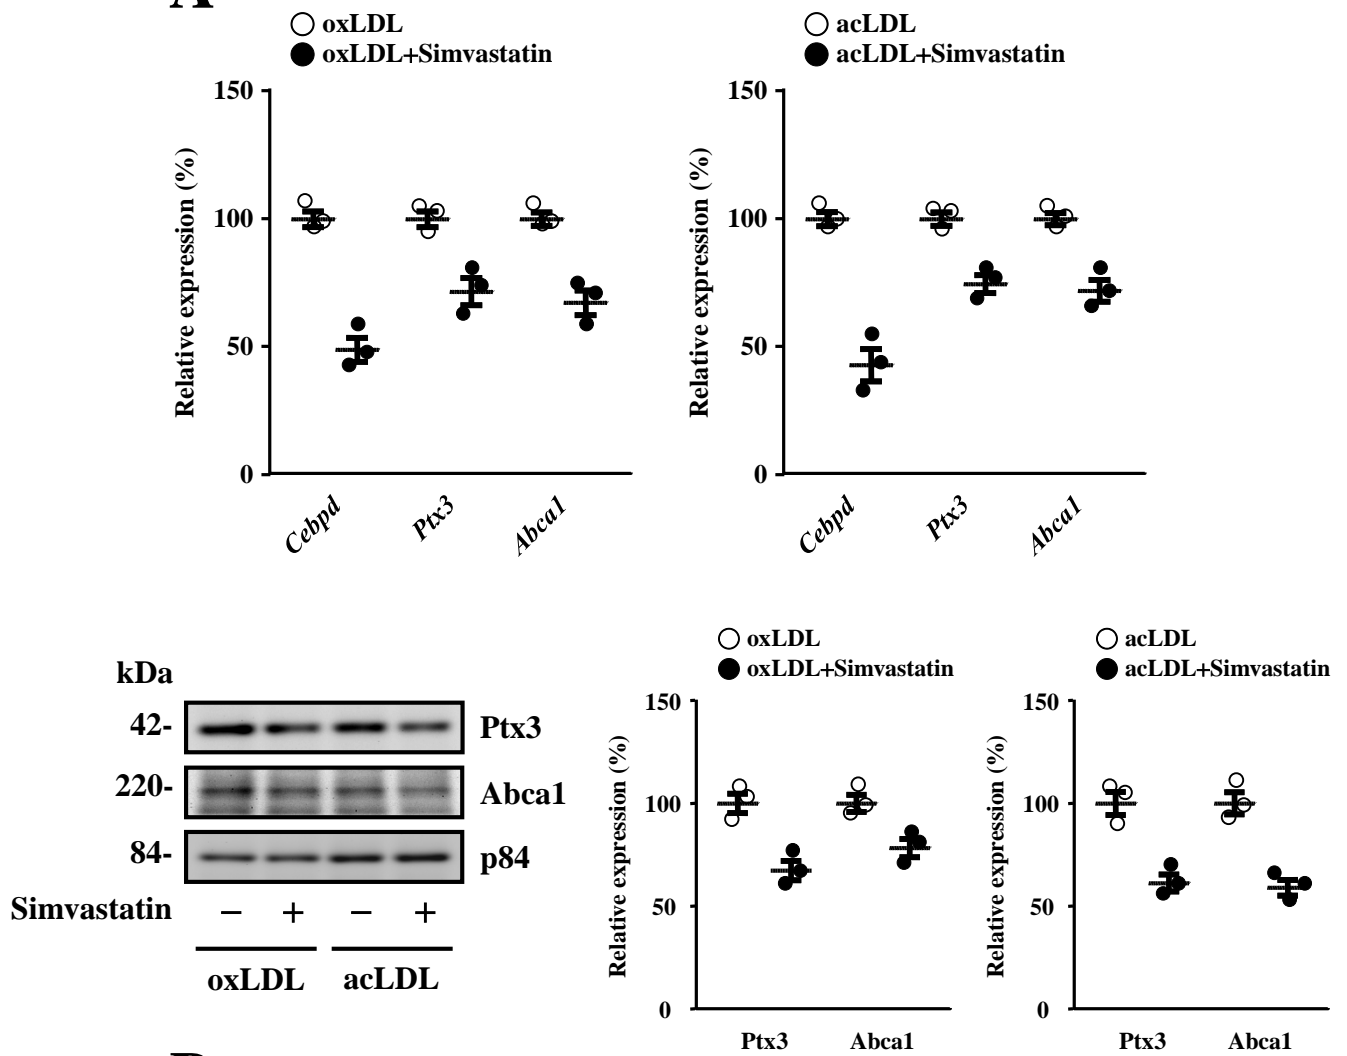 A
oxLDL
oxLDL+Simvastatin
acLDL
acLDL+Simvastatin
Relative expression (%)
150
100
50
0
Cebpd
Ptx3
Abca1
Relative expression (%)
150
100
50
0
Cebpd
Ptx3
Abca1
kDa
42-
Ptx3
220-
Abca1
84-
p84
Simvastatin
− + − +
oxLDL acLDL
oxLDL
oxLDL+Simvastatin
Relative expression (%)
150
100
50
0
Ptx3 Abca1
acLDL
acLDL+Simvastatin
Relative expression (%)
150
100
50
0
Ptx3 Abca1